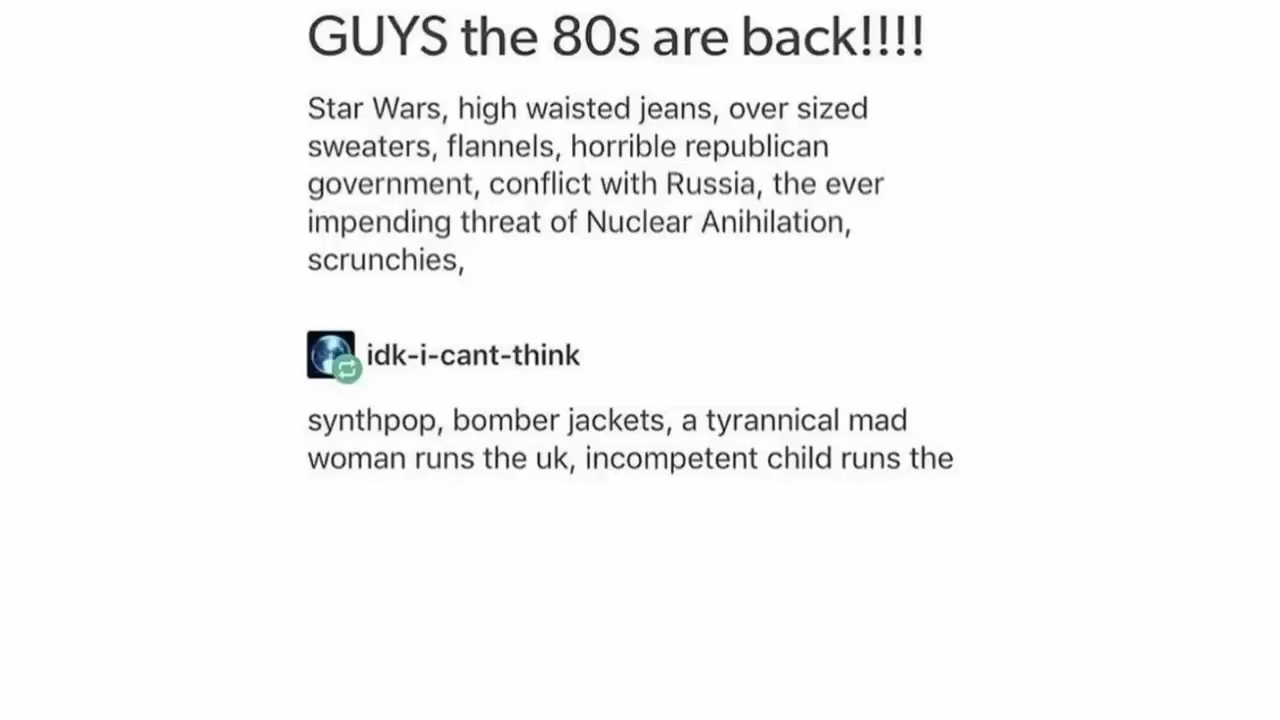 GUYS the 80s are back!!!!
Star Wars, high waisted jeans, over sized
sweaters, flannels, horrible republican
government, conflict with Russia, the ever
impending threat of Nuclear Anihilation,
scrunchies,
idk-i-cant-think
synthpop, bomber jackets, a tyrannical mad
woman runs the uk, incompetent child runs the